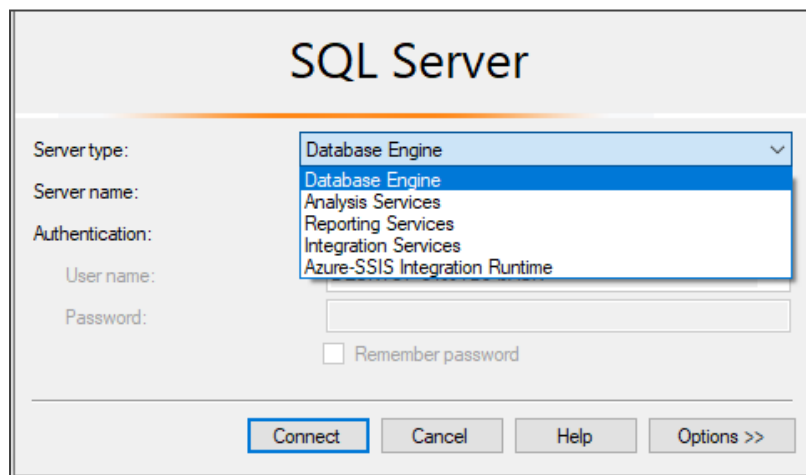 SQL Server
Server type:
Database Engine
Database Engine
Analysis Services
Reporting Services
Integration Services
Azure-SSIS Integration Runtime
Server name:
Authentication:
User name:
Password:
Remember password
Connect
Cancel
Help
Options >>